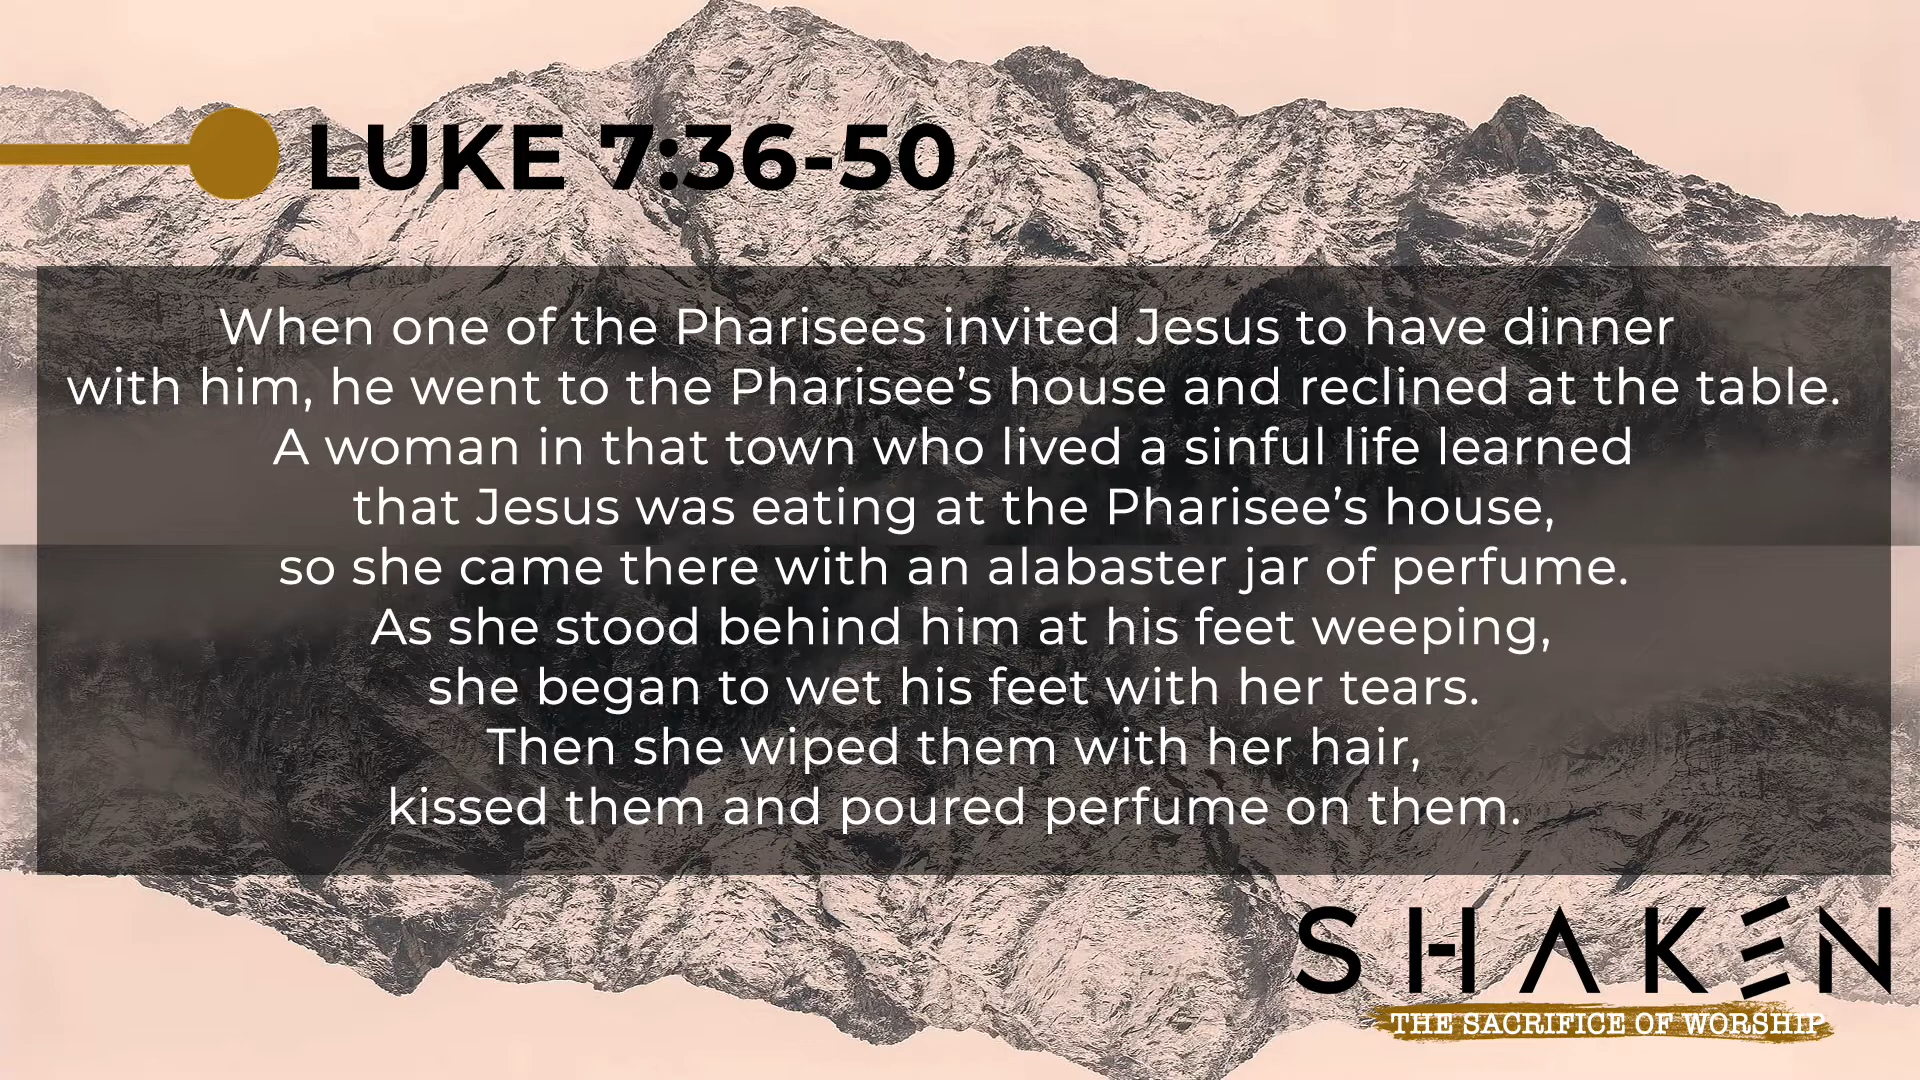 LUKE 7:36-50
When one of the Pharisees invited Jesus to have dinner
with him, he went to the Pharisee’s house and reclined at the table.
A woman in that town who lived a sinful life learned
that Jesus was eating at the Pharisee’s house,
so she came there with an alabaster jar of perfume.
As she stood behind him at his feet weeping,
she began to wet his feet with her tears.
Then she wiped them with her hair,
kissed them and poured perfume on them.
SHAKEN
THE SACRIFICE OF WORSHIP